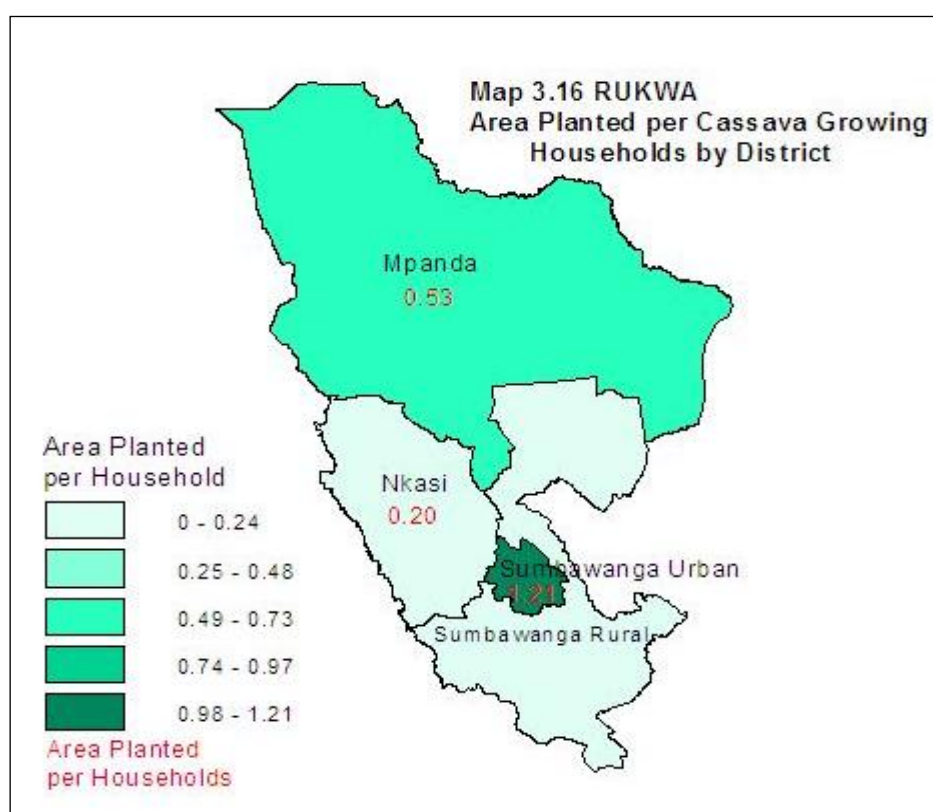 Map 3.16 RUKWA
Area Planted per Cassava Growing
Households by District
Mpanda
0.53
Nkasi
0.20
Sumbawanga Urban
1.21
Sumbawanga Rural
Area Planted
per Household
0 - 0.24
0.25 - 0.48
0.49 - 0.73
0.74 - 0.97
0.98 - 1.21
Area Planted
per Households